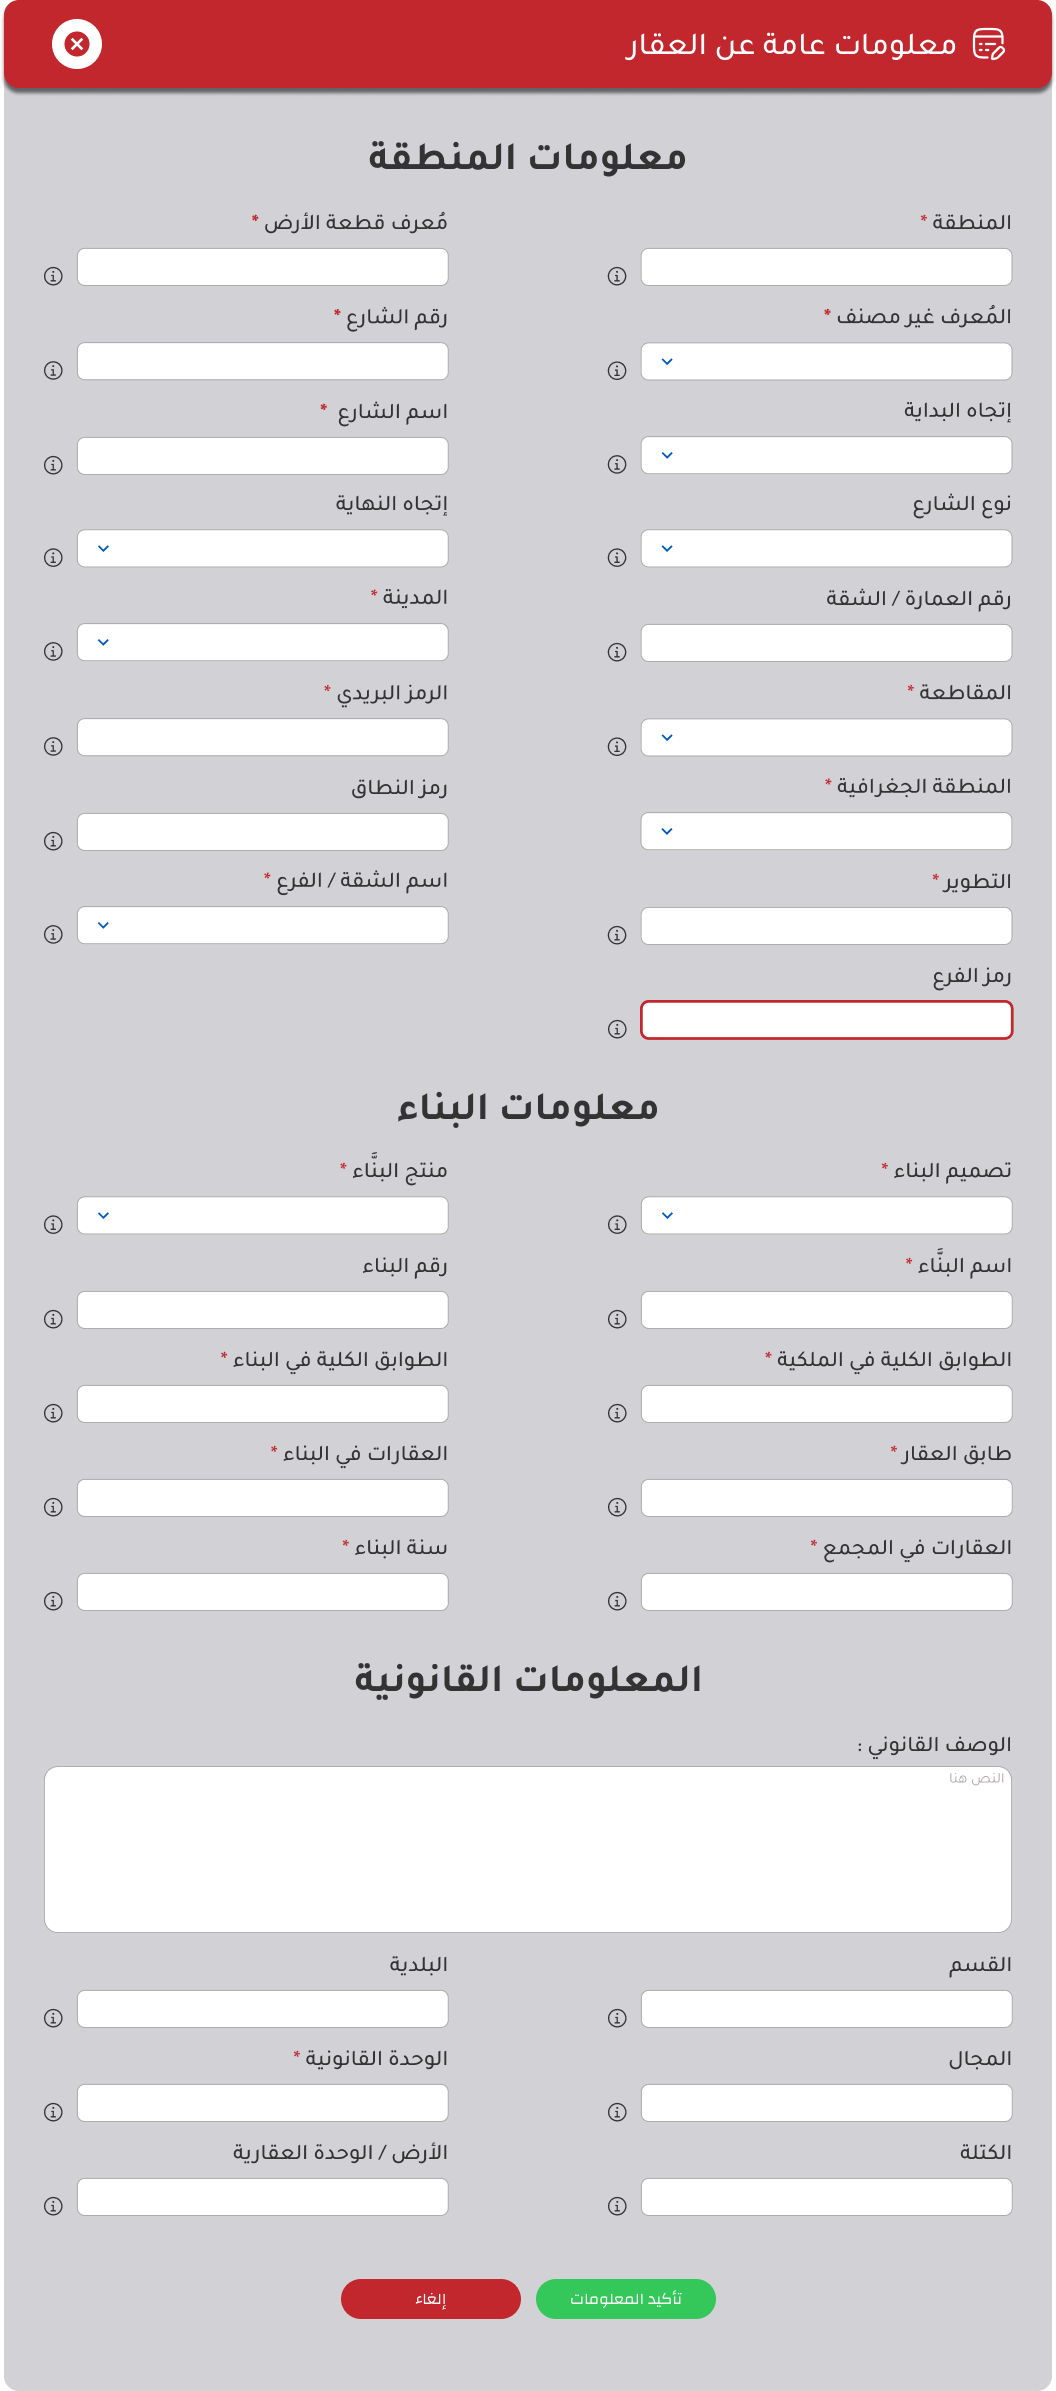 معلومات عامة عن العقار
معلومات المنطقة
المنطقة *
مُعرف قطعة الأرض *
المُعرف غير مصنف *
رقم الشارع *
إتجاه البداية
اسم الشارع *
نوع الشارع
إتجاه النهاية
رقم العمارة / الشقة
المدينة *
المقاطعة *
الرمز البريدي *
المنطقة الجغرافية *
رمز النطاق
التطوير *
اسم الشقة / الفرع *
رمز الفرع
معلومات البناء
تصميم البناء *
منتج البنَّاء *
اسم البنَّاء *
رقم البناء
الطوابق الكلية في الملكية *
الطوابق الكلية في البناء *
طابق العقار *
العقارات في البناء *
العقارات في المجمع *
سنة البناء *
المعلومات القانونية
الوصف القانوني :
النص هنا
القسم
البلدية
المجال
الوحدة القانونية *
الكتلة
الأرض / الوحدة العقارية
تأكيد المعلومات
إلغاء